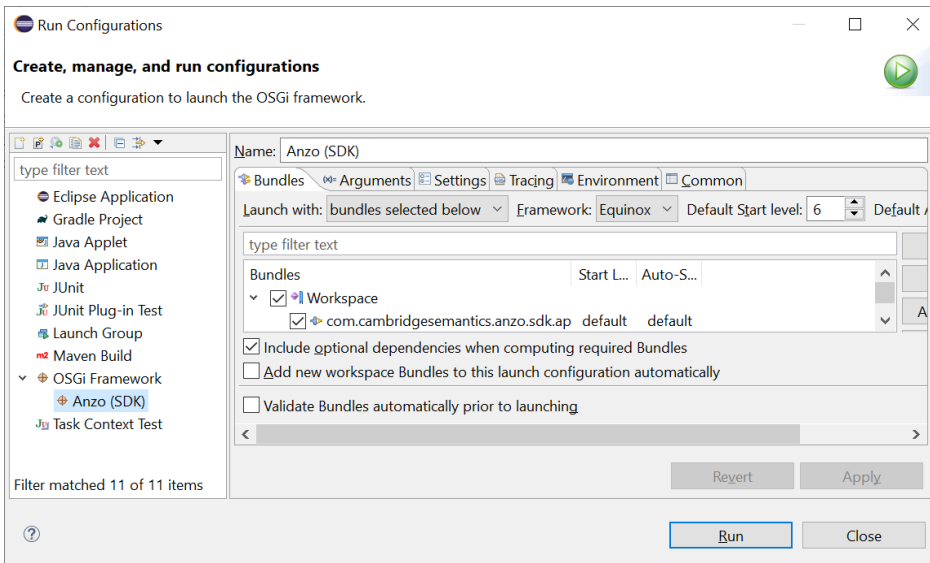 Run Configurations
Create, manage, and run configurations
Create a configuration to launch the OSGi framework.
type filter text
Eclipse Application
Gradle Project
Java Applet
Java Application
JUnit
JUnit Plug-in Test
Launch Group
Maven Build
OSGi Framework
Anzo (SDK)
Task Context Test
Filter matched 11 of 11 items
Name: Anzo (SDK)
Bundles Arguments Settings Tracing Environment Common
Launch with: bundles selected below Framework: Equinox Default Start level: 6 Default A
type filter text
Bundles Start L... Auto-S...
Workspace
com.cambridgesemantics.anzo.sdk.ap default default
A
Include optional dependencies when computing required Bundles
Add new workspace Bundles to this launch configuration automatically
Validate Bundles automatically prior to launching
Revert Apply
Run Close